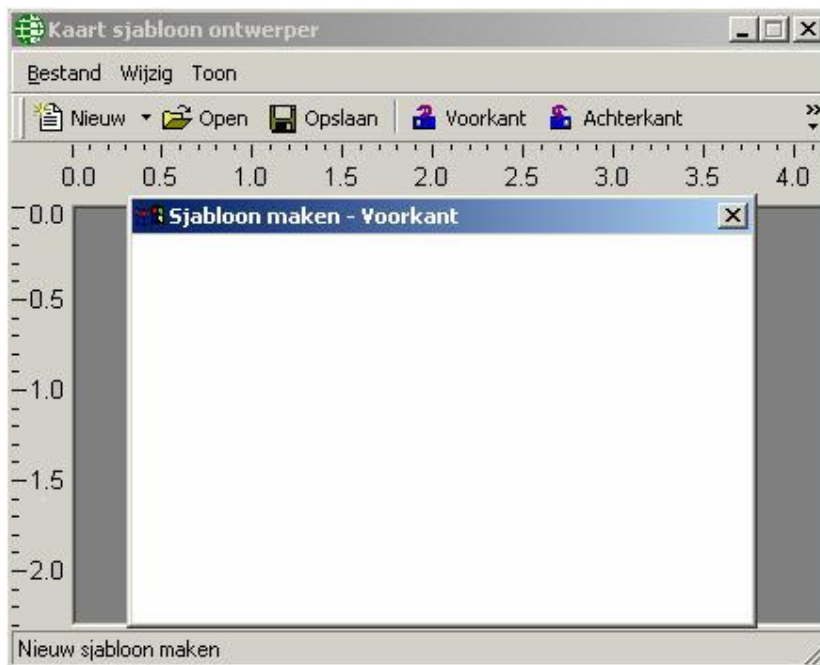 Kaart sjabloon ontwerper
Bestand Wijzig Toon
Nieuw Open Opslaan Voorkant Achterkant
0.0 0.5 1.0 1.5 2.0 2.5 3.0 3.5 4.0
0.0
Sjabloon maken - Voorkant
0.5
1.0
1.5
2.0
Nieuw sjabloon maken